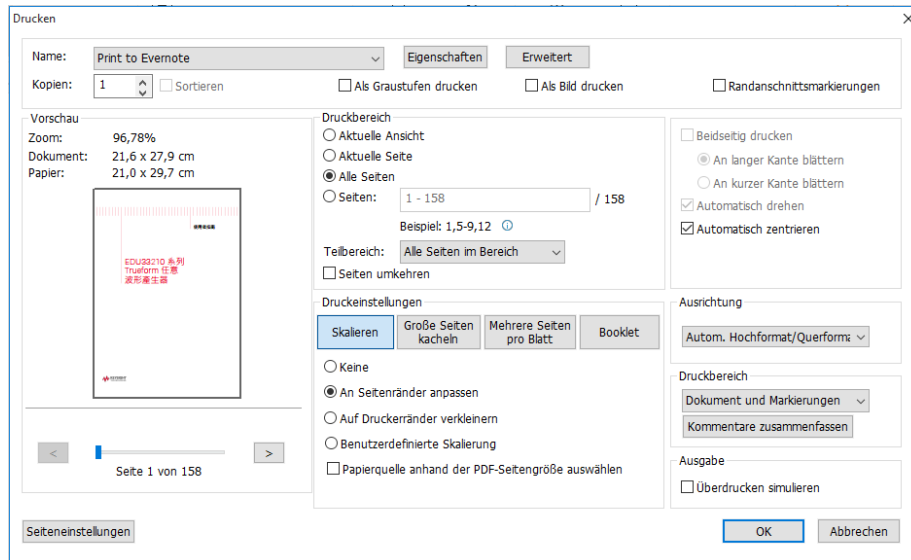 Drucken
Name:
Print to Evernote
Eigenschaften
Erweitert
Kopien:
1
Sortieren
Als Graustufen drucken
Als Bild drucken
Randanschnittsmarkierungen
Vorschau
Zoom: 96,78%
Dokument: 21,6 x 27,9 cm
Papier: 21,0 x 29,7 cm
EDU33210 系列
Trueform 任意
波形產生器
KEYSIGHT
<
>
Seite 1 von 158
Druckbereich
Aktuelle Ansicht
Aktuelle Seite
Alle Seiten
Seiten:
1 - 158
/ 158
Beispiel: 1,5-9,12
Teilbereich:
Alle Seiten im Bereich
Seiten umkehren
Druckeinstellungen
Skalieren
Große Seiten
kacheln
Mehrere Seiten
pro Blatt
Booklet
Keine
An Seitenränder anpassen
Auf Druckerränder verkleinern
Benutzerdefinierte Skalierung
Papierquelle anhand der PDF-Seitengröße auswählen
Beidseitig drucken
An langer Kante blättern
An kurzer Kante blättern
Automatisch drehen
Automatisch zentrieren
Ausrichtung
Autom. Hochformat/Querforma
Druckbereich
Dokument und Markierungen
Kommentare zusammenfassen
Ausgabe
Überdrucken simulieren
Seiteneinstellungen
OK
Abbrechen